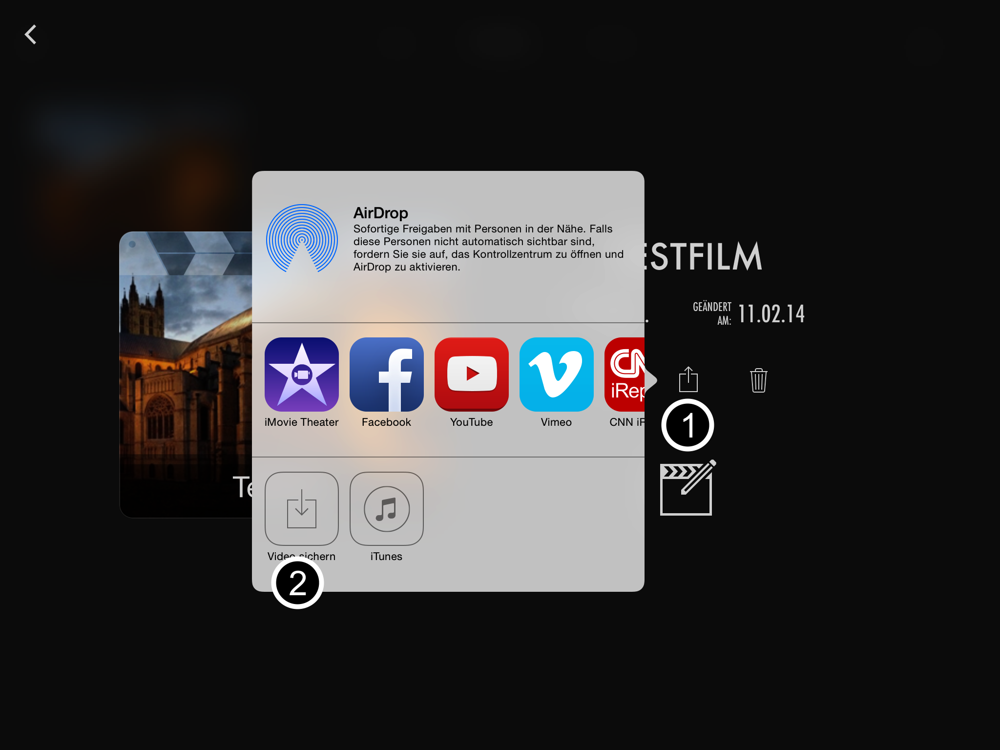 AirDrop
Sofortige Freigaben mit Personen in der Nähe. Falls
diese Personen nicht automatisch sichtbar sind,
fordern Sie sie auf, das Kontrollzentrum zu öffnen und
AirDrop zu aktivieren.
ESTFILM
GEÄNDERT
AM: 11.02.14
CN
iRep
iMovie Theater
Facebook
YouTube
Vimeo
CNN iR
1
Te
Video sichern
iTunes
2